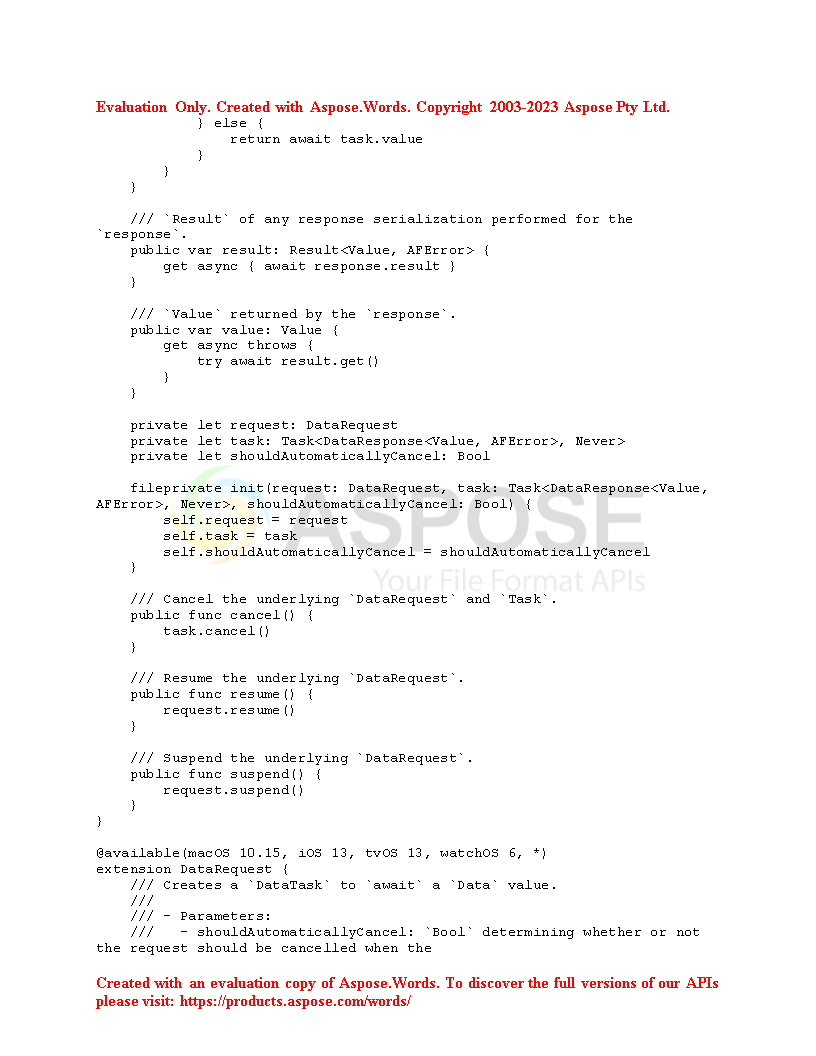 Evaluation Only. Created with Aspose.Words. Copyright 2003-2023 Aspose Pty Ltd.
            } else {
                return await task.value
            }
        }
    }

    /// `Result` of any response serialization performed for the
`response`.
    public var result: Result<Value, AFError> {
        get async { await response.result }
    }

    /// `Value` returned by the `response`.
    public var value: Value {
        get async throws {
            try await result.get()
        }
    }

    private let request: DataRequest
    private let task: Task<DataResponse<Value, AFError>, Never>
    private let shouldAutomaticallyCancel: Bool

    fileprivate init(request: DataRequest, task: Task<DataResponse<Value,
AFError>, Never>, shouldAutomaticallyCancel: Bool) {
        self.request = request
        self.task = task
        self.shouldAutomaticallyCancel = shouldAutomaticallyCancel
    }
ASPOSE
Your File Format APIs

    /// Cancel the underlying `DataRequest` and `Task`.
    public func cancel() {
        task.cancel()
    }

    /// Resume the underlying `DataRequest`.
    public func resume() {
        request.resume()
    }

    /// Suspend the underlying `DataRequest`.
    public func suspend() {
        request.suspend()
    }
}

@available(macOS 10.15, iOS 13, tvOS 13, watchOS 6, *)
extension DataRequest {
    /// Creates a `DataTask` to `await` a `Data` value.
    ///
    /// - Parameters:
    ///   - shouldAutomaticallyCancel: `Bool` determining whether or not
the request should be cancelled when the

Created with an evaluation copy of Aspose.Words. To discover the full versions of our APIs
please visit: https://products.aspose.com/words/